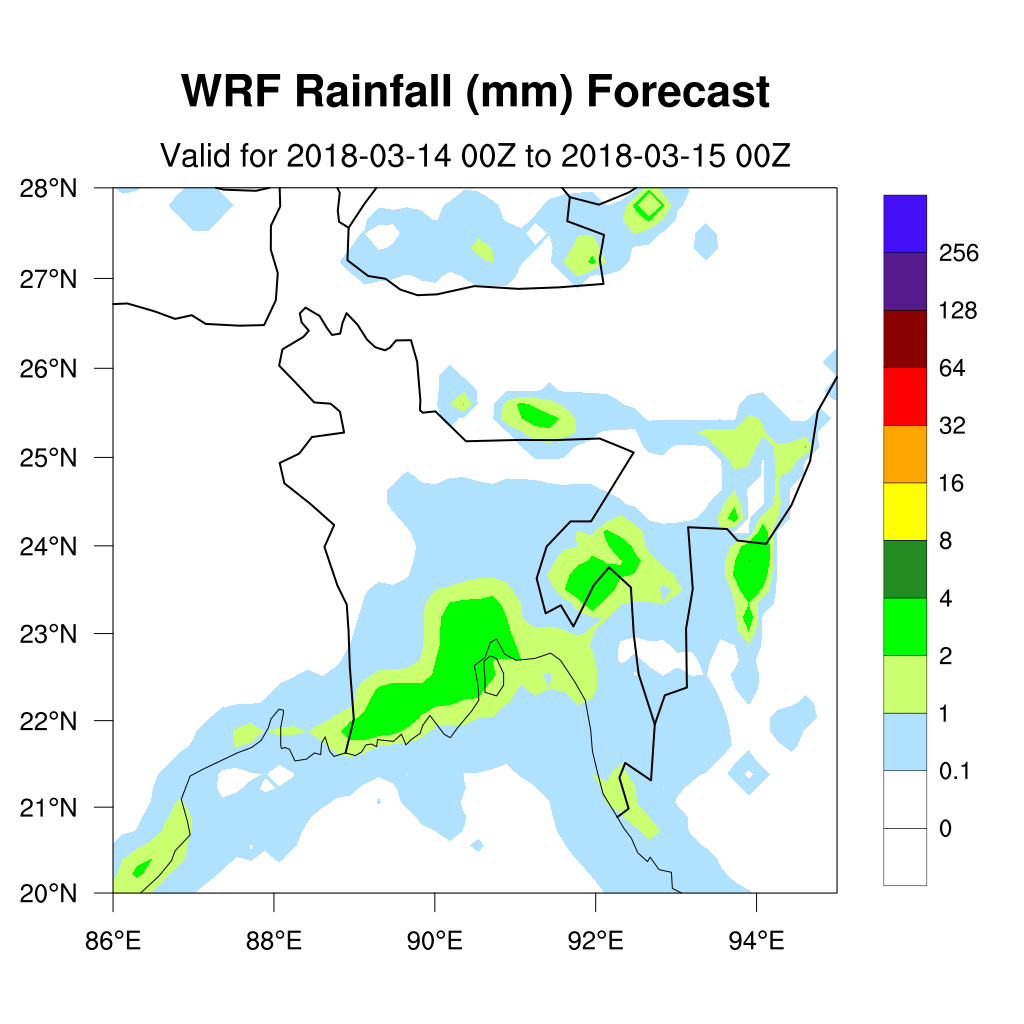 WRF Rainfall (mm) Forecast
Valid for 2018-03-14 00Z to 2018-03-15 00Z
28°N
27°N
26°N
25°N
24°N
23°N
22°N
21°N
20°N
86°E
88°E
90°E
92°E
94°E
256
128
64
32
16
8
4
2
1
0.1
0